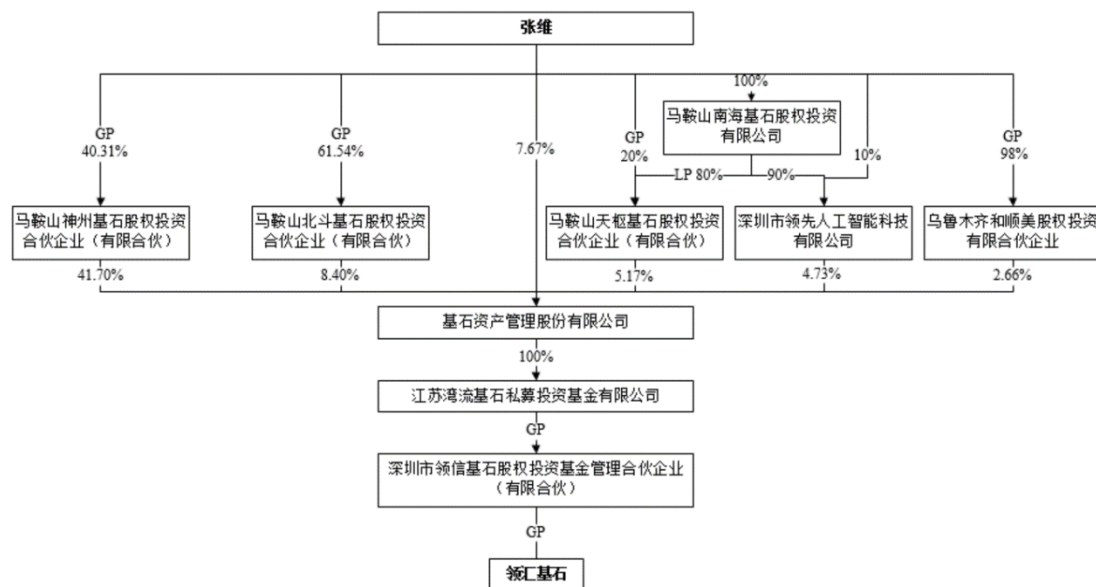 张维
100%
马鞍山南海基石股权投资
有限公司
GP
40.31%
GP
61.54%
7.67%
GP
20%
10%
GP
98%
LP 80%
90%
马鞍山神州基石股权投资
合伙企业（有限合伙）
马鞍山北斗基石股权投资
合伙企业（有限合伙）
马鞍山天枢基石股权投资
合伙企业（有限合伙）
深圳市领先人工智能科技
有限公司
乌鲁木齐和顺美股权投资
有限合伙企业
41.70%
8.40%
5.17%
4.73%
2.66%
基石资产管理股份有限公司
100%
江苏湾流基石私募投资基金有限公司
GP
深圳市领信基石股权投资基金管理合伙企业
（有限合伙）
GP
领汇基石